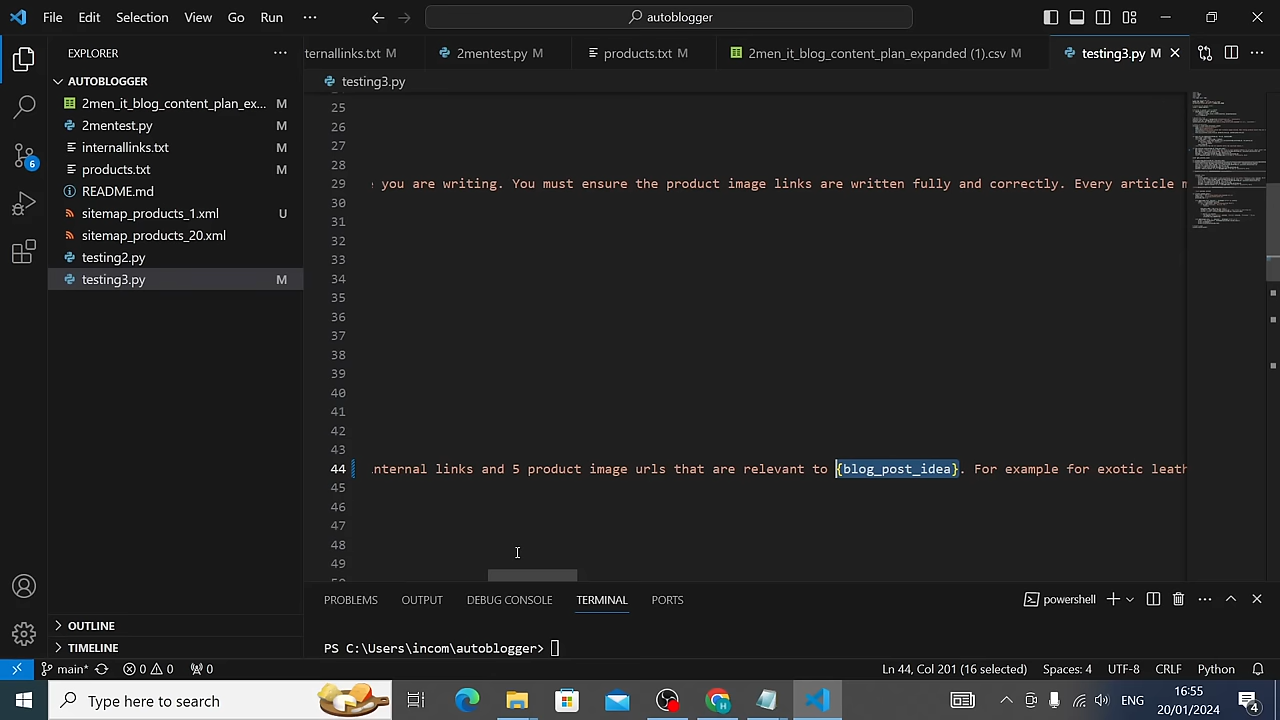 File Edit Selection View Go Run ··· autoblogger
EXPLORER ···
ternallinks.txt M 2mentest.py M products.txt M 2men_it_blog_content_plan_expanded (1).csv M testing3.py M ···
AUTOBLOGGER
testing3.py
2men_it_blog_content_plan_ex... M
2mentest.py M
internallinks.txt M
products.txt M
README.md
sitemap_products_1.xml U
sitemap_products_20.xml
testing2.py
testing3.py M
25
26
27
28
29 e you are writing. You must ensure the product image links are written full and correctly. Every article m
30
31
32
33
34
35
36
37
38
39
40
41
42
43
44 nternal links and 5 product image urls that are relevant to {blog_post_idea}. For example for exotic leath
45
46
47
48
49
6
PROBLEMS OUTPUT DEBUG CONSOLE TERMINAL PORTS powershell ···
OUTLINE
TIMELINE
PS C:\Users\incom\autoblogger>
main* 0 0 0 Ln 44, Col 201 (16 selected) Spaces: 4 UTF-8 CRLF Python
Type here to search ENG 16:55
20/01/2024 4